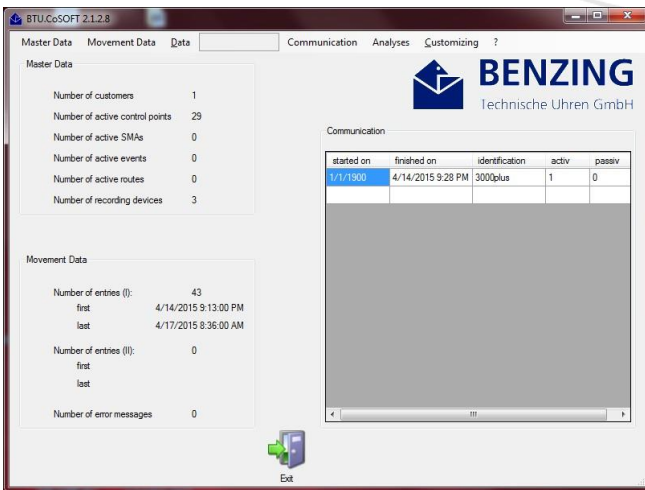 BTU.CoSOFT 2.1.2.8
Master Data Movement Data Data Communication Analyses Customizing ?
Master Data
Number of customers 1
Number of active control points 29
Number of active SMAs 0
Number of active events 0
Number of active routes 0
Number of recording devices 3
BENZING
Technische Uhren GmbH
Communication
started on finished on identification activ passiv
1/1/1900 4/14/2015 9:28 PM 3000plus 1 0
Movement Data
Number of entries (I): 43
first 4/14/2015 9:13:00 PM
last 4/17/2015 8:36:00 AM
Number of entries (II): 0
first
last
Number of error messages 0
Exit